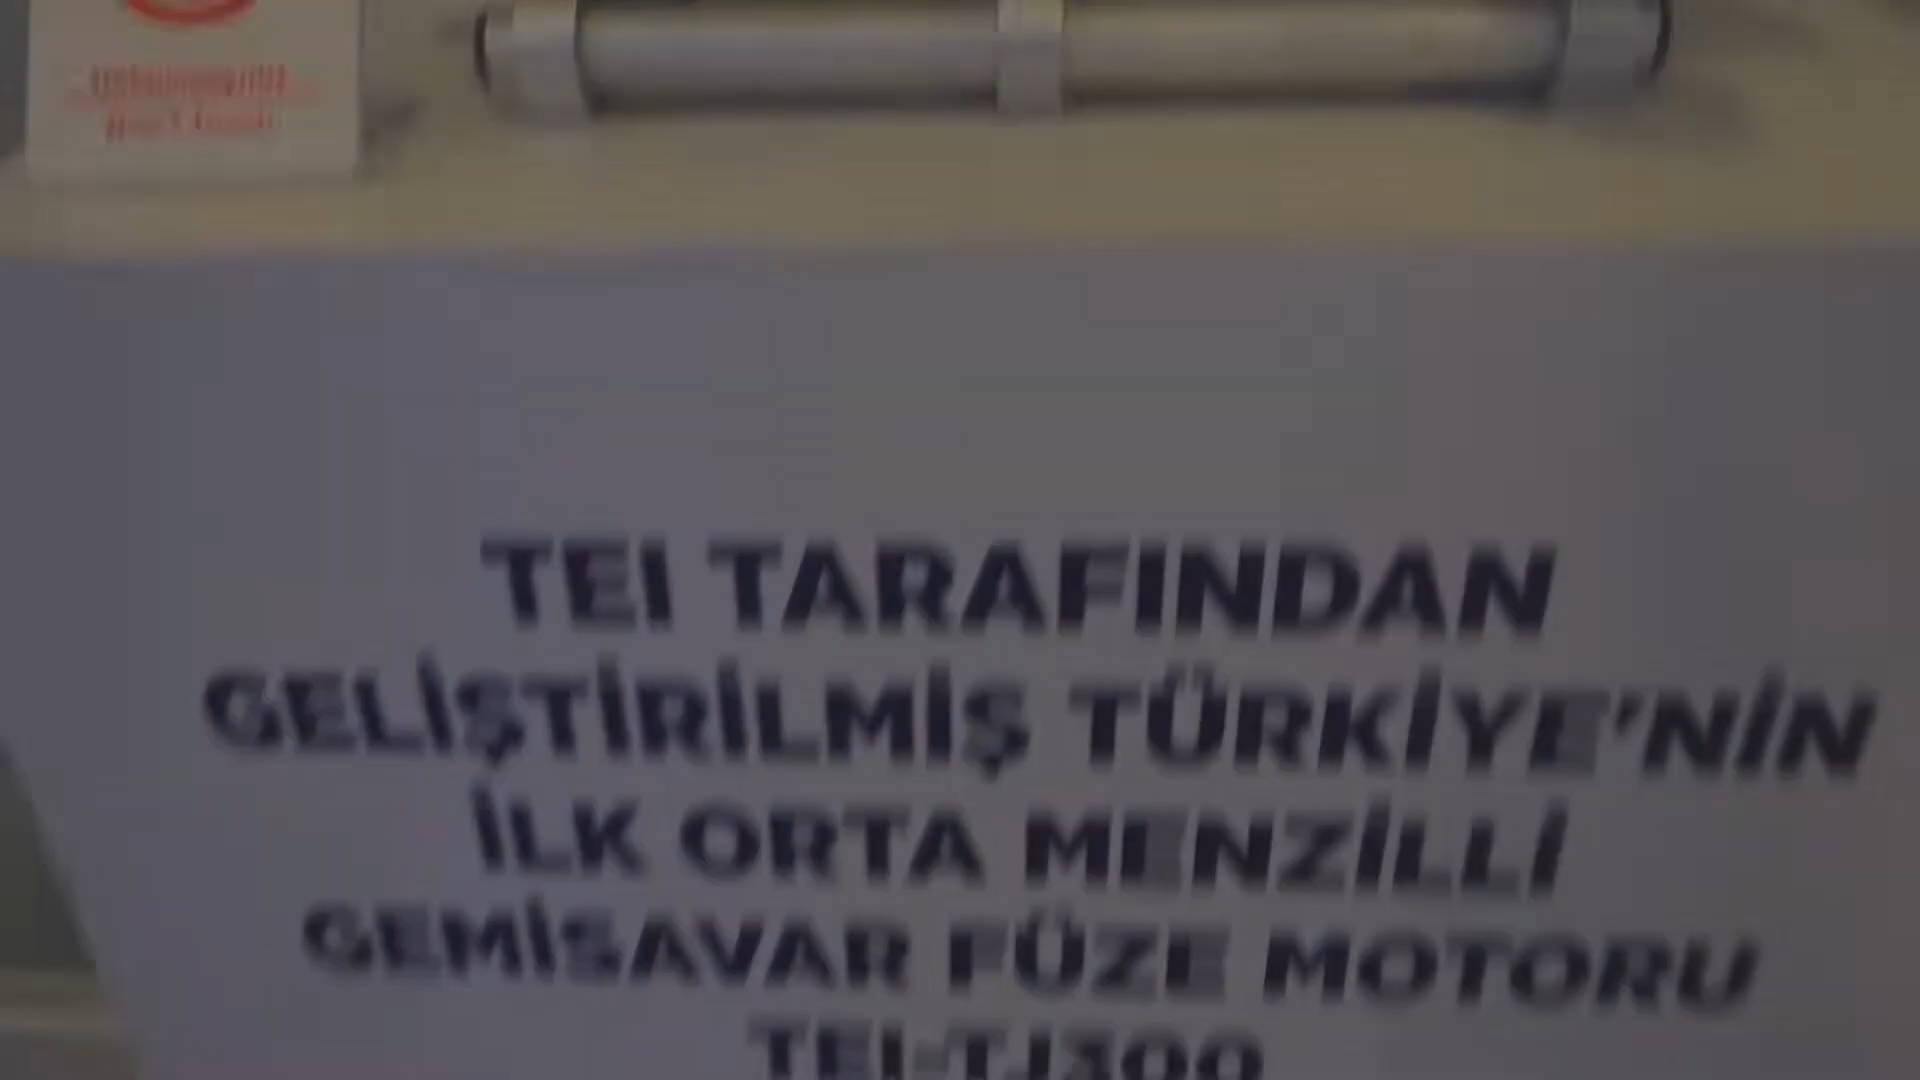 TEI TARAFINDAN
GELİŞTİRİLMİŞ TÜRKİYE'NİN
İLK ORTA MENZİLLİ
GEMİSAVAR FÜZE MOTORU
TEI-TJ300